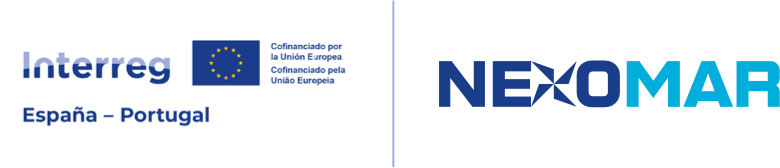 Interreg
Cofinanciado por
la Unión Europea
Cofinanciado pela
União Europeia
España – Portugal
NEXOMAR